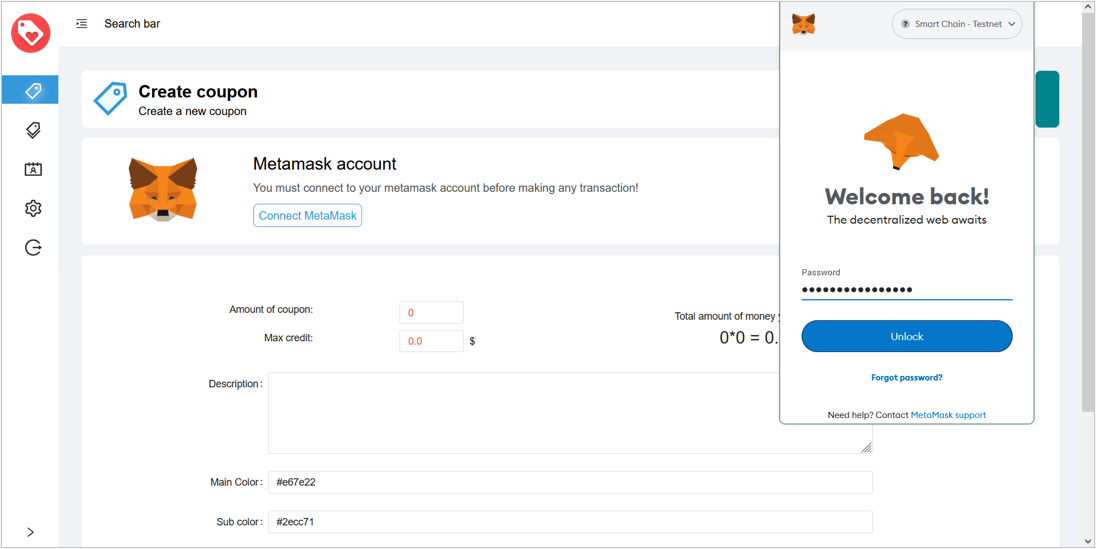 Search bar
Create coupon
Create a new coupon
Metamask account
You must connect to your metamask account before making any transaction!
Connect MetaMask
Amount of coupon:
0
Max credit:
0.0
$
Total amount of money
0*0 = 0.
Description:
Main Color:
#e67e22
Sub color:
#2ecc71
? Smart Chain - Testnet
Welcome back!
The decentralized web awaits
Password
••••••••••••••••
Unlock
Forgot password?
Need help? Contact MetaMask support